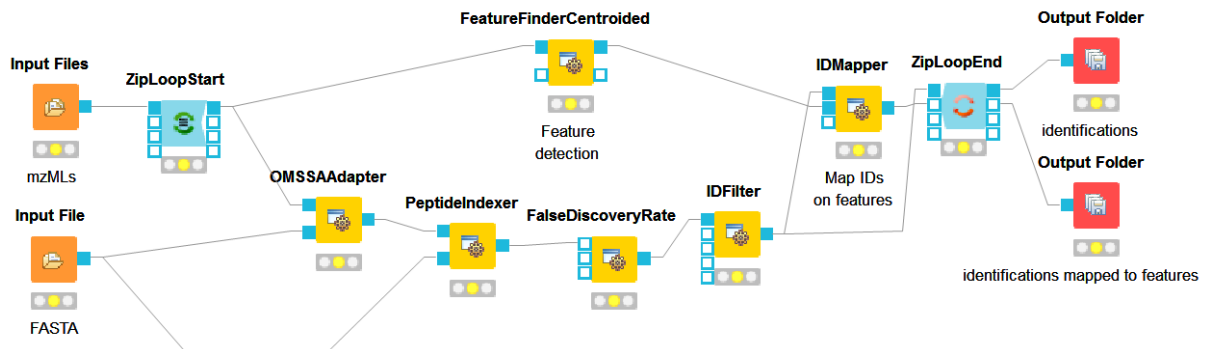 Input Files
mzMLs
Input File
FASTA
ZipLoopStart
OMSSAAdapter
PeptideIndexer
FeatureFinderCentroided
Feature
detection
FalseDiscoveryRate
IDFilter
IDMapper
Map IDs
on features
ZipLoopEnd
Output Folder
identifications
Output Folder
identifications mapped to features